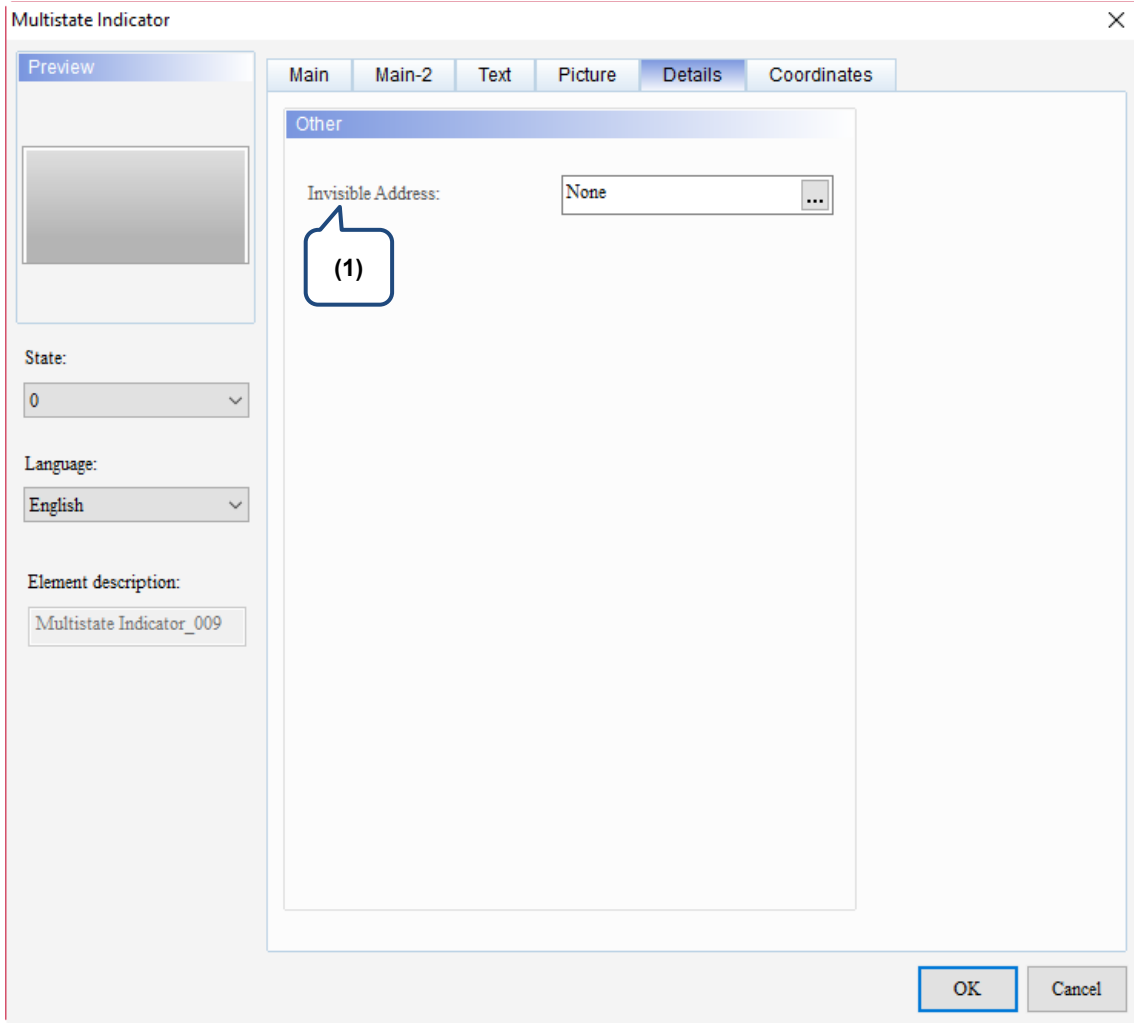 Multistate Indicator
Preview
Main Main-2 Text Picture Details Coordinates
Other
Invisible Address:
None
...
(1)
State:
0
Language:
English
Element description:
Multistate Indicator_009
OK
Cancel